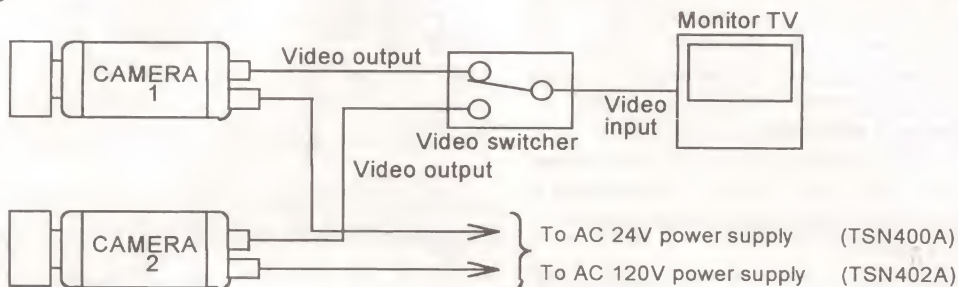 Monitor TV
Video output
CAMERA
1
Video
input
Video switcher
Video output
CAMERA
2
To AC 24V power supply (TSN400A)
To AC 120V power supply (TSN402A)